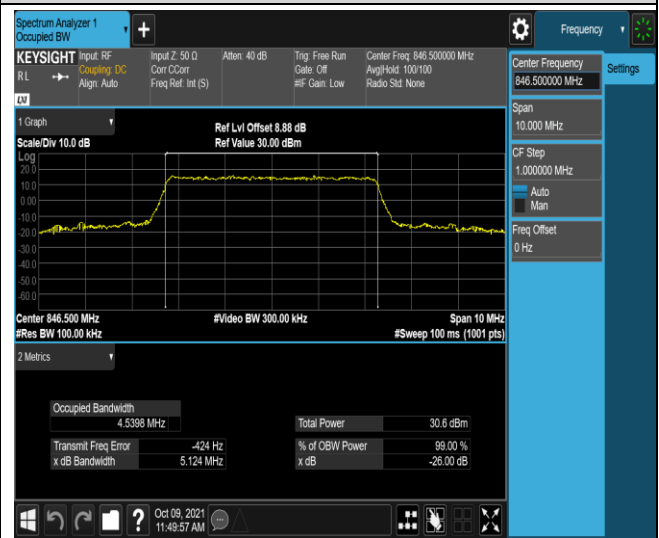 Spectrum Analyzer 1
Occupied BW
Frequency
KEYSIGHT
RL
LXI
Input: RF
Coupling: DC
Align: Auto
Input Z: 50 Ω
Corr CCorr
Freq Ref: Int (S)
Atten: 40 dB
Trig: Free Run
Gate: Off
#IF Gain: Low
Center Freq: 846.500000 MHz
Avg|Hold: 100/100
Radio Std: None
Center Frequency
846.500000 MHz
Settings
Span
10.000 MHz
CF Step
1.000000 MHz
Auto
Man
Freq Offset
0 Hz
1 Graph
Scale/Div 10.0 dB
Ref Lvl Offset 8.88 dB
Ref Value 30.00 dBm
Log
20.0
10.0
0.00
-10.0
-20.0
-30.0
-40.0
-50.0
-60.0
Center 846.500 MHz
#Video BW 300.00 kHz
Span 10 MHz
#Res BW 100.00 kHz
#Sweep 100 ms (1001 pts)
2 Metrics
Occupied Bandwidth
4.5398 MHz
Total Power 30.6 dBm
Transmit Freq Error -424 Hz
% of OBW Power 99.00 %
x dB Bandwidth 5.124 MHz
x dB -26.00 dB
?
Oct 09, 2021
11:49:57 AM